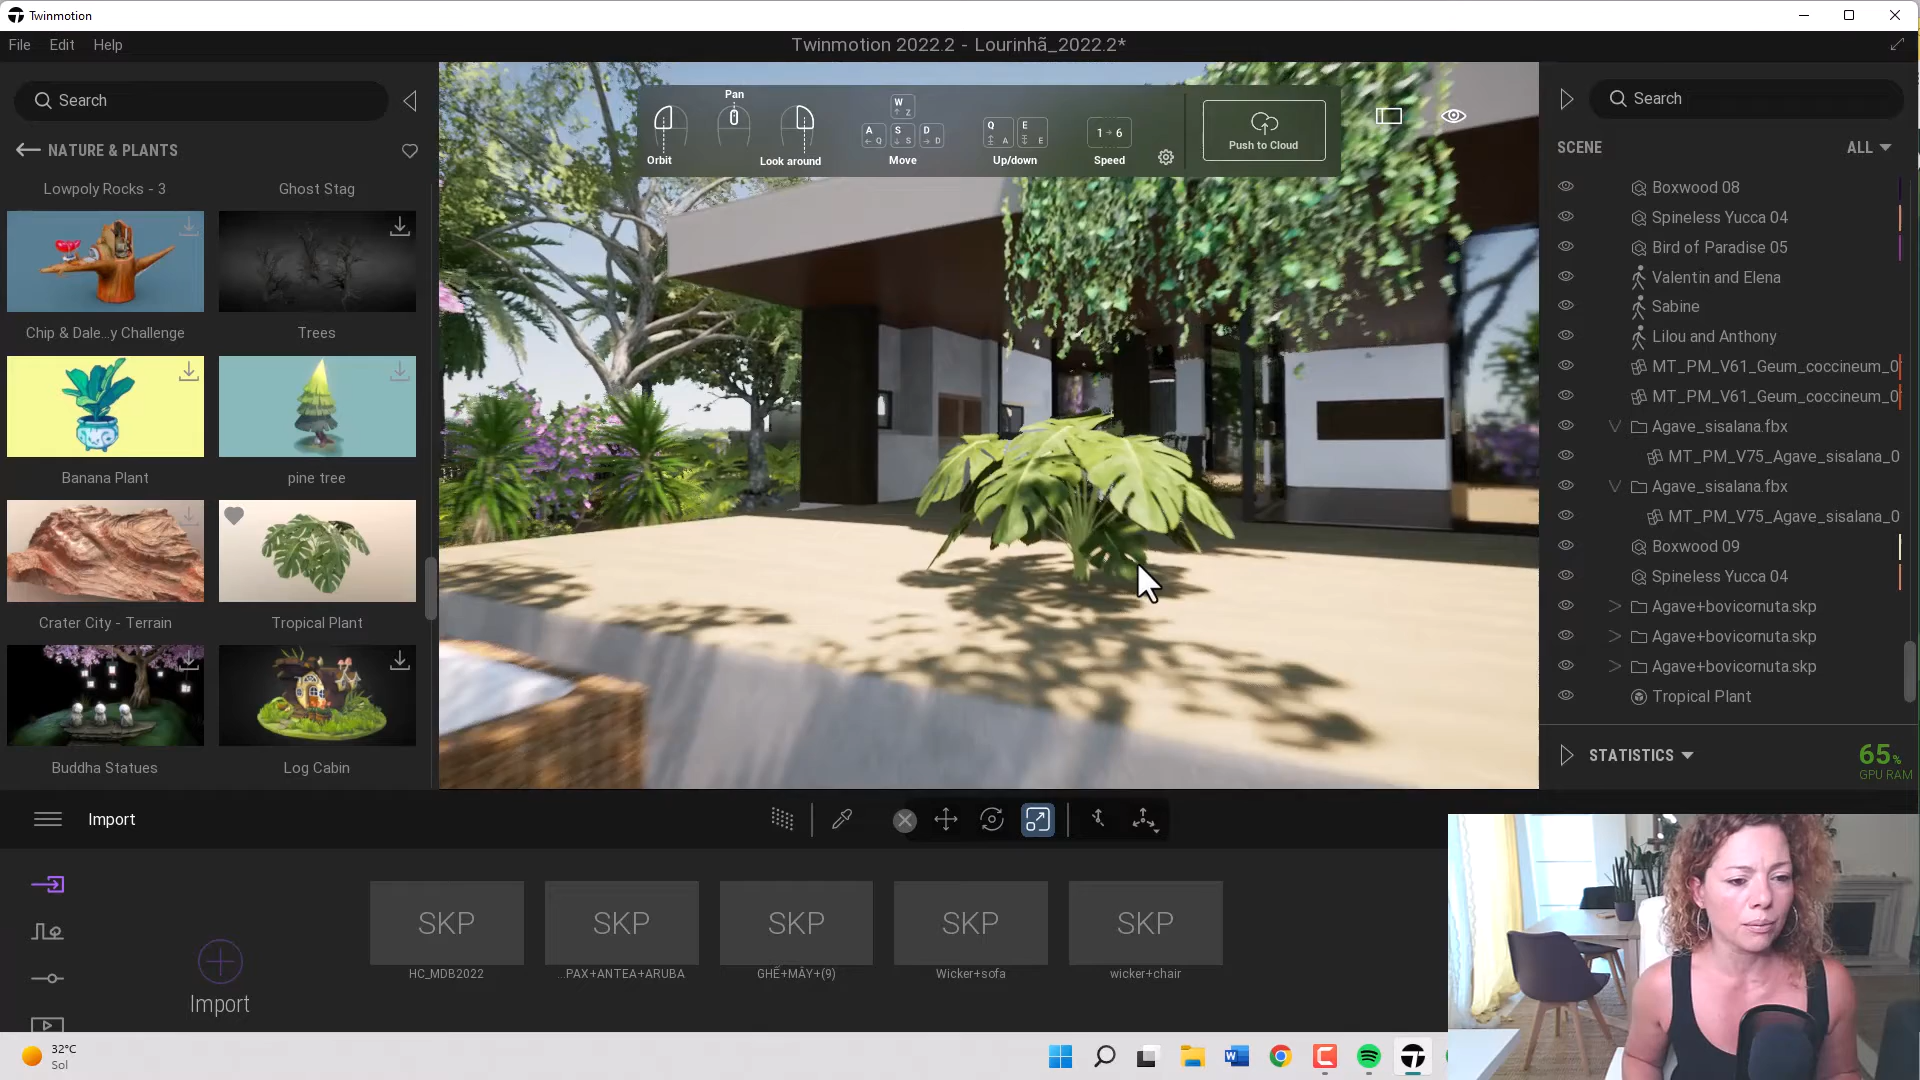 Twinmotion
File Edit Help
Twinmotion 2022.2 - Lourinhã_2022.2*
Search
NATURE & PLANTS
Lowpoly Rocks - 3
Ghost Stag
Chip & Dale...y Challenge
Trees
Banana Plant
pine tree
Crater City - Terrain
Tropical Plant
Buddha Statues
Log Cabin
Orbit
Pan
Look around
W
Z
A
Q
S
S
D
D
Move
Q
A
E
E
Up/down
1 6
Speed
Push to Cloud
Search
SCENE
ALL
Boxwood 08
Spineless Yucca 04
Bird of Paradise 05
Valentin and Elena
Sabine
Lilou and Anthony
MT_PM_V61_Geum_coccineum_0
MT_PM_V61_Geum_coccineum_0
Agave_sisalana.fbx
MT_PM_V75_Agave_sisalana_0
Agave_sisalana.fbx
MT_PM_V75_Agave_sisalana_0
Boxwood 09
Spineless Yucca 04
Agave+bovicornuta.skp
Agave+bovicornuta.skp
Agave+bovicornuta.skp
Tropical Plant
STATISTICS
65%
GPU RAM
Import
Import
SKP
HC_MDB2022
SKP
...PAX+ANTEA+ARUBA
SKP
GHẾ+MÂY+(9)
SKP
Wicker+sofa
SKP
wicker+chair
32°C
Sol